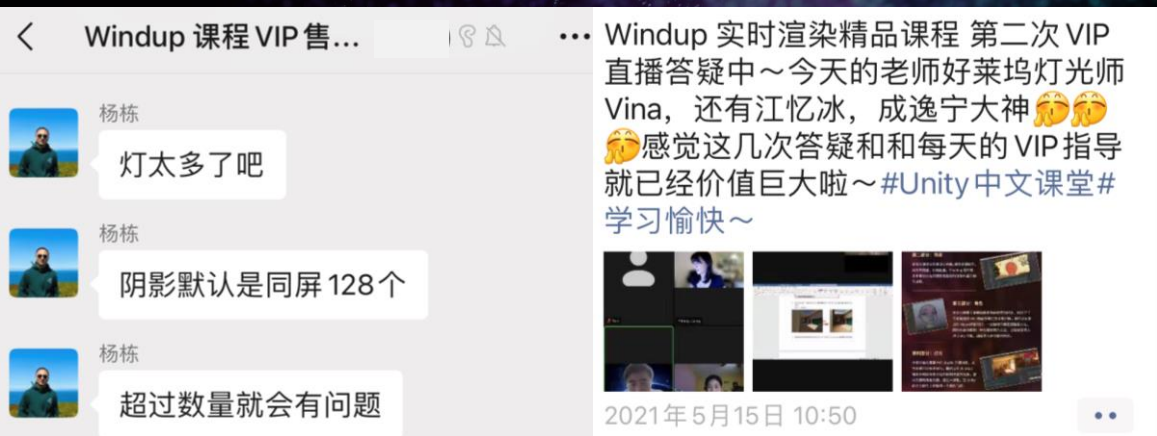 Windup 课程 VIP 售...
杨栋
灯太多了吧
杨栋
阴影默认是同屏 128 个
杨栋
超过数量就会有问题
Windup 实时渲染精品课程 第二次 VIP
直播答疑中～今天的老师好莱坞灯光师
Vina，还有江忆冰，成逸宁大神🤭🤭
🤭感觉这几次答疑和和每天的 VIP 指导
就已经价值巨大啦～#Unity 中文课堂#
学习愉快～
2021年5月15日 10:50